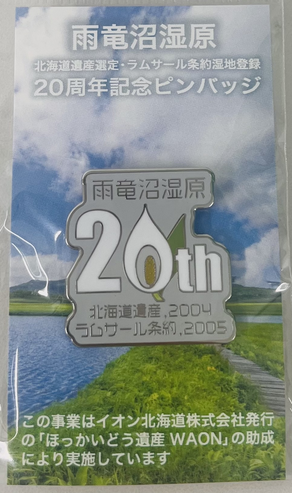 雨竜沼湿原
北海道遺産選定・ラムサール条約湿地登録
20周年記念ピンバッジ
雨竜沼湿原
20th
北海道遺産,2004
ラムサール条約,2005
この事業はイオン北海道株式会社発行
の「ほっかいどう遺産 WAON」の助成
により実施しています